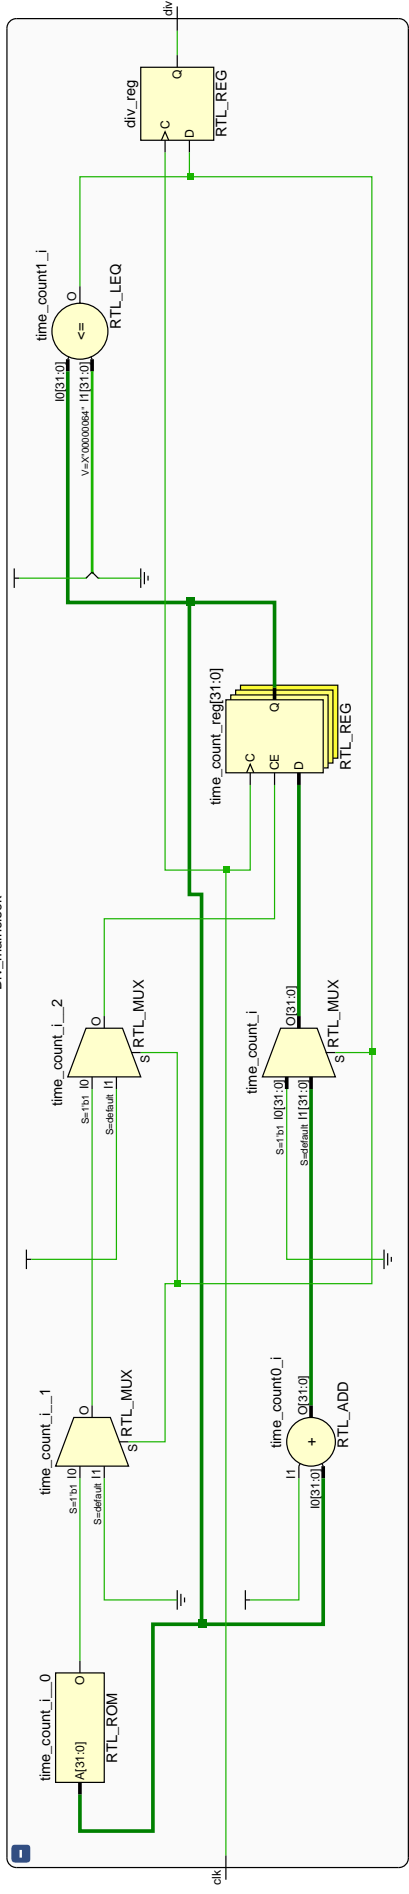 div
div_reg
C
D
Q
RTL_REG
time_count1_i
O
<=
RTL_LEQ
I0[31:0]
V=X"00000064" I1[31:0]
time_count_reg[31:0]
C
CE
D
Q
RTL_REG
time_count_i__2
O
RTL_MUX
S
S=1'b1 I0
S=default I1
time_count_i
O[31:0]
RTL_MUX
S
S=1'b1 I0[31:0]
S=default I1[31:0]
time_count_i__1
O
RTL_MUX
S
S=1'b1 I0
S=default I1
time_count0_i
O[31:0]
+
RTL_ADD
I1
I0[31:0]
time_count_i__0
A[31:0]
O
RTL_ROM
clk